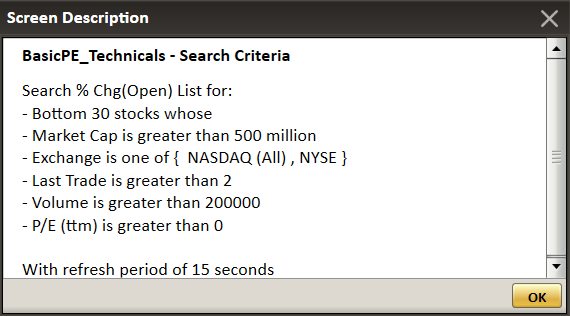 Screen Description
BasicPE_Technicals - Search Criteria
Search % Chg(Open) List for:
- Bottom 30 stocks whose
- Market Cap is greater than 500 million
- Exchange is one of {  NASDAQ (All) , NYSE }
- Last Trade is greater than 2
- Volume is greater than 200000
- P/E (ttm) is greater than 0
With refresh period of 15 seconds
OK